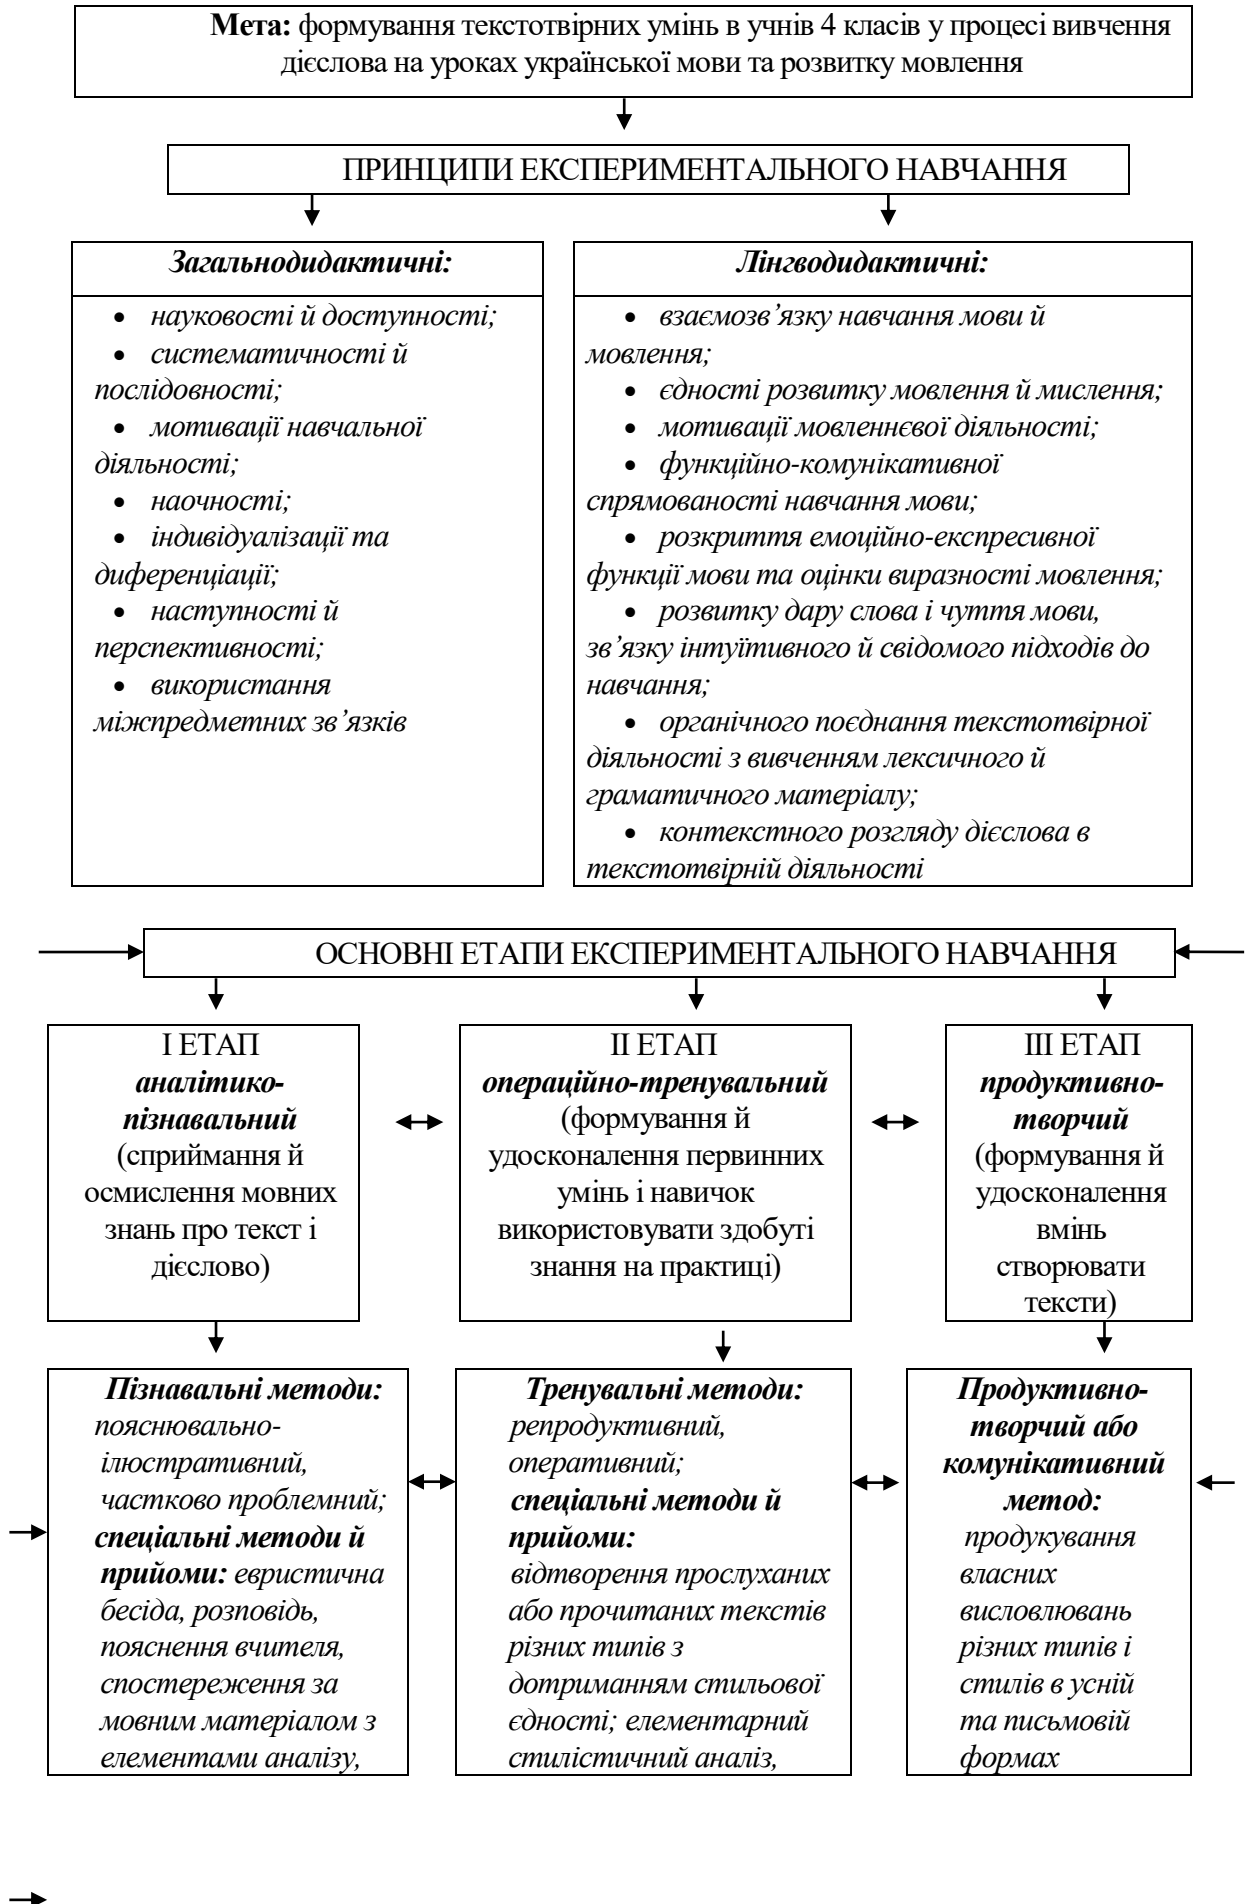 Мета: формування текстотвірних умінь в учнів 4 класів у процесі вивчення
дієслова на уроках української мови та розвитку мовлення
ПРИНЦИПИ ЕКСПЕРИМЕНТАЛЬНОГО НАВЧАННЯ
Загальнодидактичні:
• науковості й доступності;
• систематичності й
послідовності;
• мотивації навчальної
діяльності;
• наочності;
• індивідуалізації та
диференціації;
• наступності й
перспективності;
• використання
міжпредметних зв’язків
Лінгводидактичні:
• взаємозв’язку навчання мови й
мовлення;
• єдності розвитку мовлення й мислення;
• мотивації мовленнєвої діяльності;
• функційно-комунікативної
спрямованості навчання мови;
• розкриття емоційно-експресивної
функції мови та оцінки виразності мовлення;
• розвитку дару слова і чуття мови,
зв’язку інтуїтивного й свідомого підходів до
навчання;
• органічного поєднання текстотвірної
діяльності з вивченням лексичного й
граматичного матеріалу;
• контекстного розгляду дієслова в
текстотвірній діяльності
ОСНОВНІ ЕТАПИ ЕКСПЕРИМЕНТАЛЬНОГО НАВЧАННЯ
І ЕТАП
аналітико-
пізнавальний
(сприймання й
осмислення мовних
знань про текст і
дієслово)
ІІ ЕТАП
операційно-тренувальний
(формування й
удосконалення первинних
умінь і навичок
використовувати здобуті
знання на практиці)
ІІІ ЕТАП
продуктивно-
творчий
(формування й
удосконалення
вмінь
створювати
тексти)
Пізнавальні методи:
пояснювально-
ілюстративний,
частково проблемний;
спеціальні методи й
прийоми: евристична
бесіда, розповідь,
пояснення вчителя,
спостереження за
мовним матеріалом з
елементами аналізу,
Тренувальні методи:
репродуктивний,
оперативний;
спеціальні методи й
прийоми:
відтворення прослуханих
або прочитаних текстів
різних типів з
дотриманням стильової
єдності; елементарний
стилістичний аналіз,
Продуктивно-
творчий або
комунікативний
метод:
продукування
власних
висловлювань
різних типів і
стилів в усній
та письмовій
формах